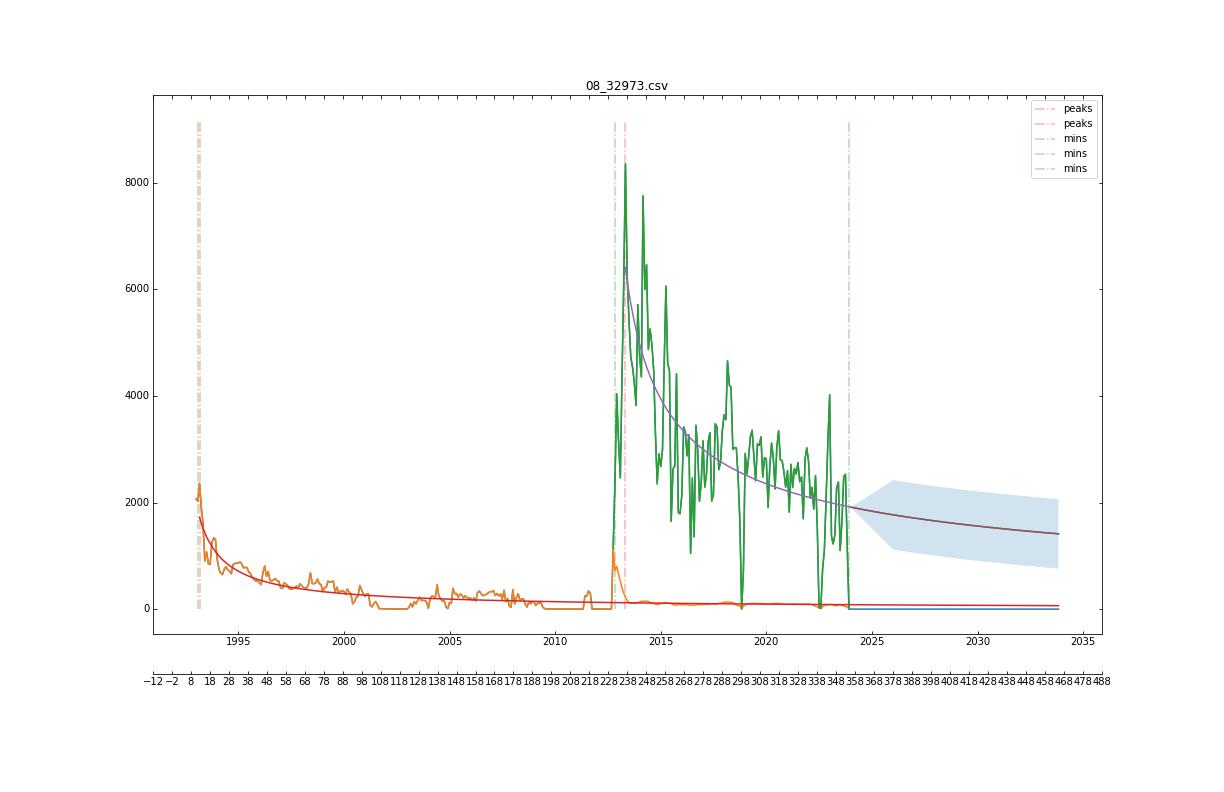 08_32973.csv
peaks
peaks
mins
mins
mins
8000
6000
4000
2000
0
1995 2000 2005 2010 2015 2020 2025 2030 2035
−12 −2 8 18 28 38 48 58 68 78 88 98 108 118 128 138 148 158 168 178 188 198 208 218 228 238 248 258 268 278 288 298 308 318 328 338 348 358 368 378 388 398 408 418 428 438 448 458 468 478 488